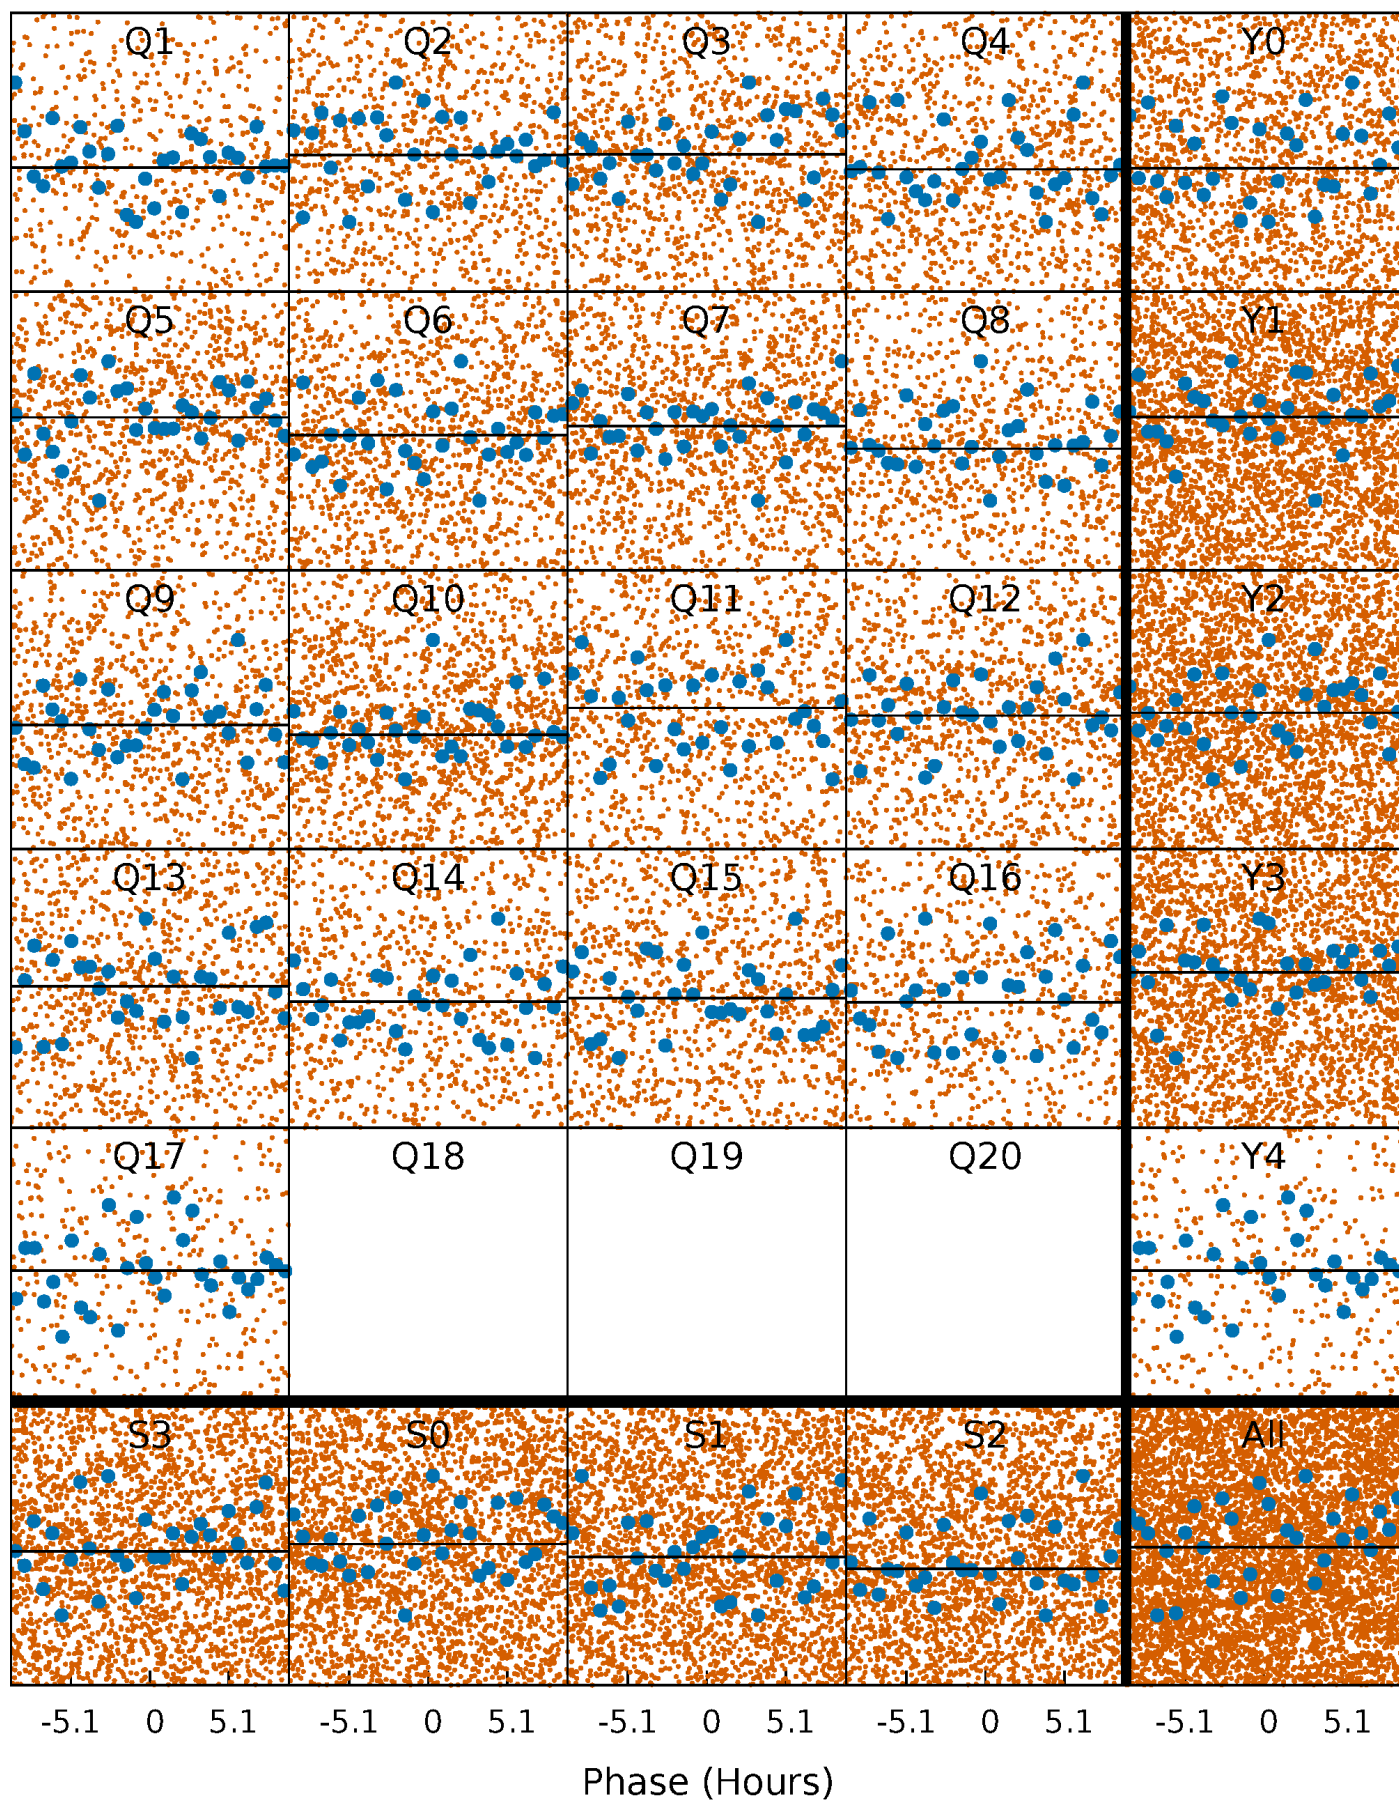 Q1 Q2 Q3 Q4 Y0
Q5 Q6 Q7 Q8 Y1
Q9 Q10 Q11 Q12 Y2
Q13 Q14 Q15 Q16 Y3
Q17 Q18 Q19 Q20 Y4
S3 S0 S1 S2 All
-5.1 0 5.1 -5.1 0 5.1 -5.1 0 5.1 -5.1 0 5.1 -5.1 0 5.1
Phase (Hours)